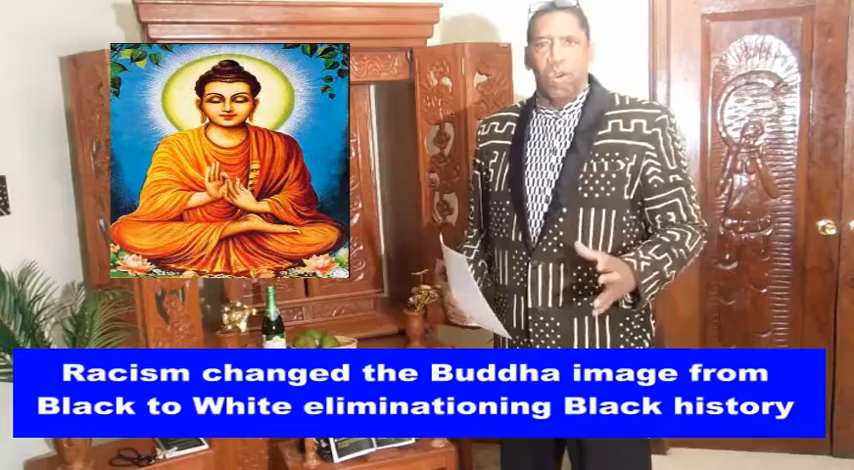 Racism changed the Buddha image from
Black to White eliminationing Black history